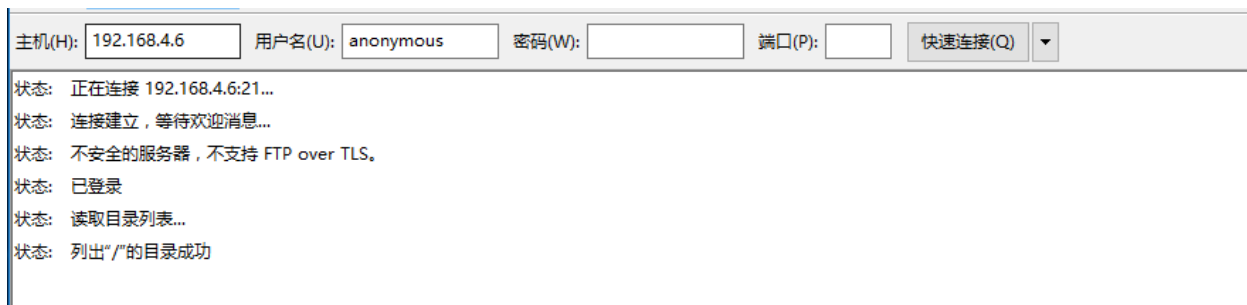 主机(H): 192.168.4.6 用户名(U): anonymous 密码(W): 端口(P): 快速连接(Q)
状态: 正在连接 192.168.4.6:21...
状态: 连接建立，等待欢迎消息...
状态: 不安全的服务器，不支持 FTP over TLS。
状态: 已登录
状态: 读取目录列表...
状态: 列出“/”的目录成功